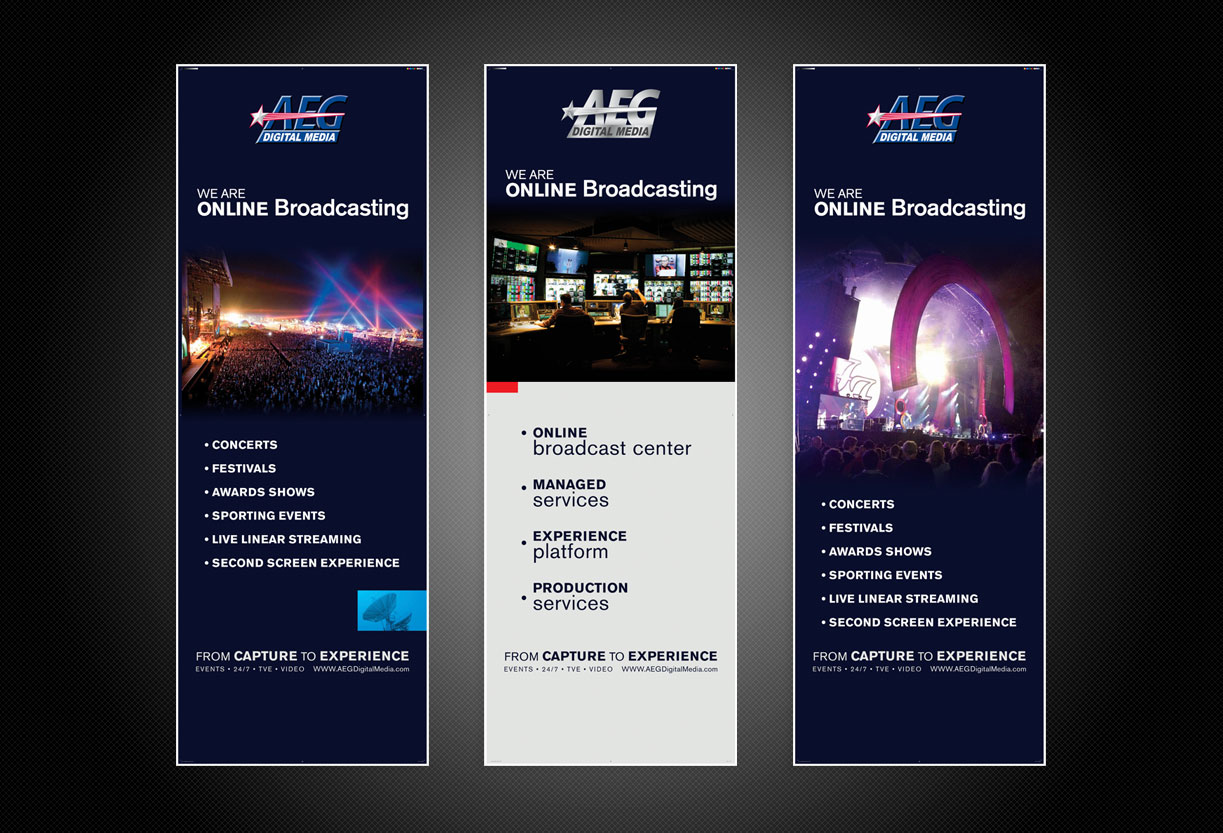 AEG
DIGITAL MEDIA
WE ARE
ONLINE Broadcasting
• CONCERTS
• FESTIVALS
• AWARDS SHOWS
• SPORTING EVENTS
• LIVE LINEAR STREAMING
• SECOND SCREEN EXPERIENCE
FROM CAPTURE TO EXPERIENCE
EVENTS • 24/7 • TVE • VIDEO WWW.AEGDigitalMedia.com
AEG
DIGITAL MEDIA
WE ARE
ONLINE Broadcasting
• ONLINE
broadcast center
• MANAGED
services
• EXPERIENCE
platform
• PRODUCTION
services
FROM CAPTURE TO EXPERIENCE
EVENTS • 24/7 • TVE • VIDEO WWW.AEGDigitalMedia.com
AEG
DIGITAL MEDIA
WE ARE
ONLINE Broadcasting
• CONCERTS
• FESTIVALS
• AWARDS SHOWS
• SPORTING EVENTS
• LIVE LINEAR STREAMING
• SECOND SCREEN EXPERIENCE
FROM CAPTURE TO EXPERIENCE
EVENTS • 24/7 • TVE • VIDEO WWW.AEGDigitalMedia.com